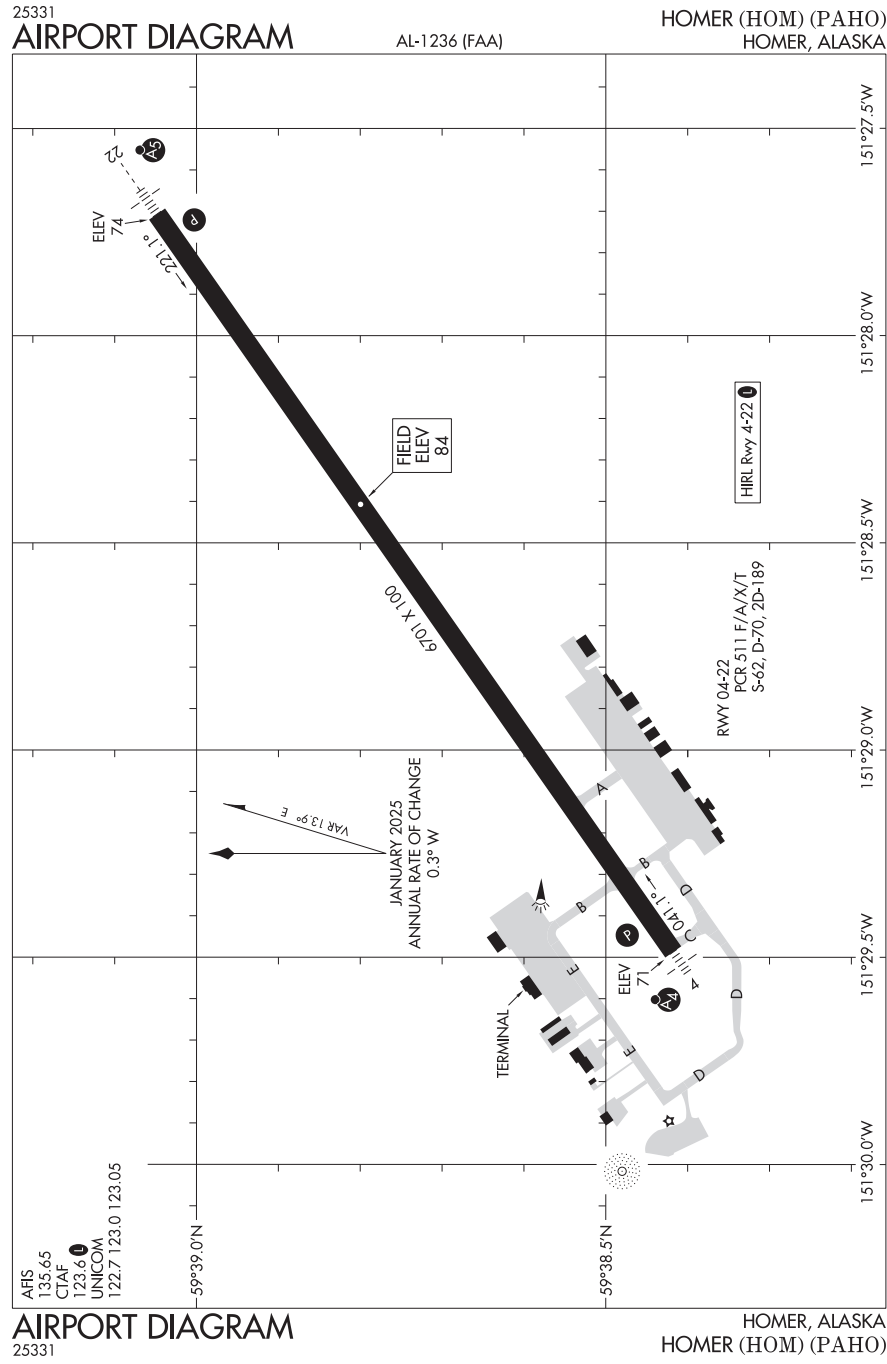 25331
AIRPORT DIAGRAM
AL-1236 (FAA)
HOMER (HOM) (PAHO)
HOMER, ALASKA
AFIS
135.65
CTAF
123.6 L
UNICOM
122.7 123.0 123.05
59°39.0'N
59°38.5'N
151°27.5'W
151°28.0'W
151°28.5'W
151°29.0'W
151°29.5'W
151°30.0'W
22
A5
P
ELEV
74
221.1°
FIELD
ELEV
84
6701 X 100
HIRL Rwy 4-22 L
RWY 04-22
PCR 511 F/A/X/T
S-62, D-70, 2D-189
VAR 13.9° E
JANUARY 2025
ANNUAL RATE OF CHANGE
0.3° W
A
B
B
C
D
D
D
E
E
041.1°
P
ELEV
71
A4
4
TERMINAL
AIRPORT DIAGRAM
25331
HOMER, ALASKA
HOMER (HOM) (PAHO)